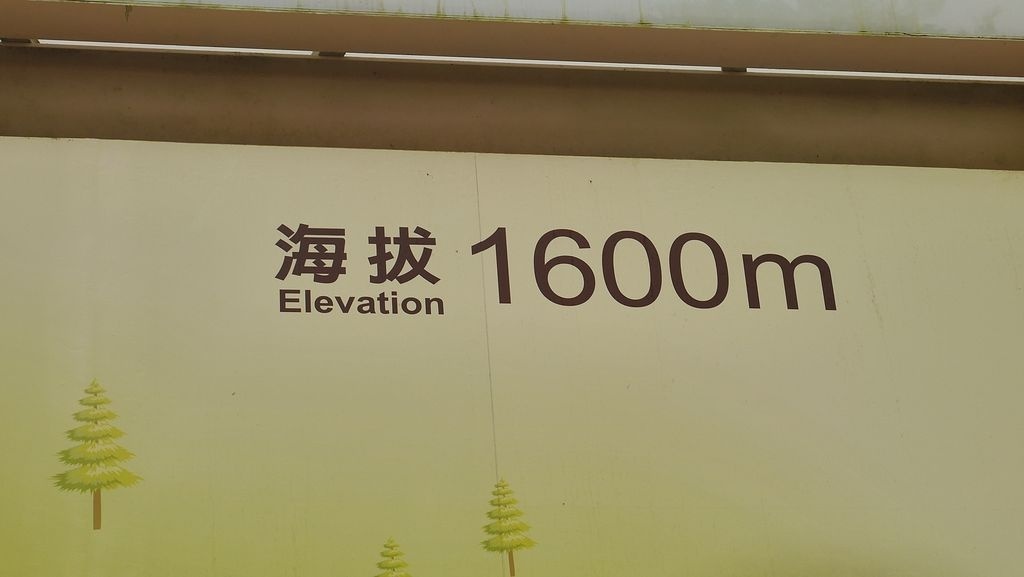 海拔 1600m
Elevation